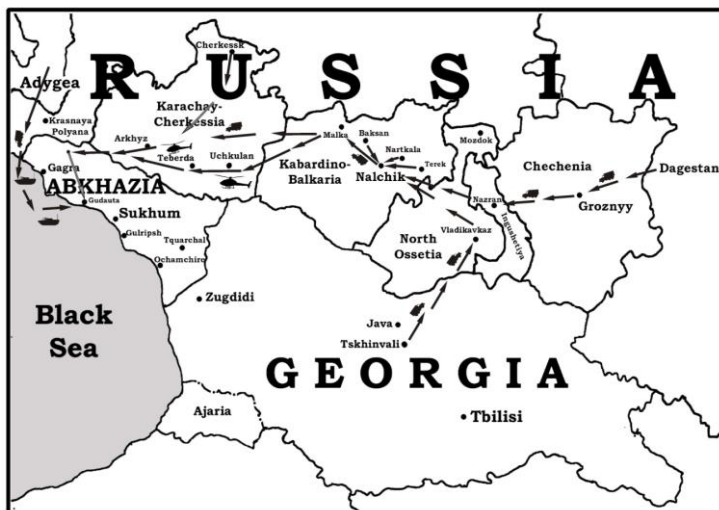 RUSSIA
Cherkessk
Adygea
Karachay-
Cherkessia
Krasnaya
Polyana
Arkhyz
Teberda
Uchkulan
Malka
Baksan
Nartkala
Terek
Nalchik
Kabardino-
Balkaria
Mozdok
Chechenia
Dagestan
Groznyy
Nazran
Ingushetiya
Vladikavkaz
North
Ossetia
Gagra
ABKHAZIA
Gudauta
Sukhum
Gulripsh
Tquarchal
Ochamchire
Zugdidi
Java
Tskhinvali
Black
Sea
GEORGIA
Ajaria
Tbilisi